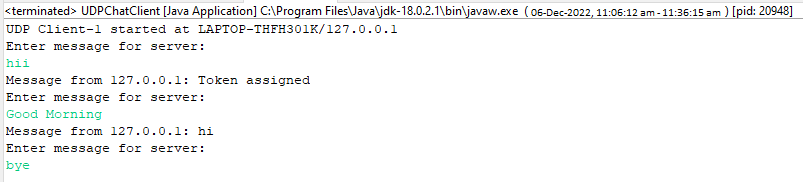 <terminated> UDPChatClient [Java Application] C:\Program Files\Java\jdk-18.0.2.1\bin\javaw.exe ( 06-Dec-2022, 11:06:12 am - 11:36:15 am ) [pid: 20948]
UDP Client-1 started at LAPTOP-THFH301K/127.0.0.1
Enter message for server:
hii
Message from 127.0.0.1: Token assigned
Enter message for server:
Good Morning
Message from 127.0.0.1: hi
Enter message for server:
bye